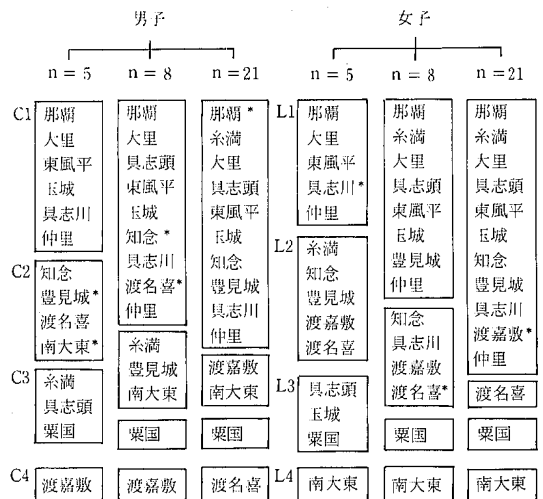 男子
n = 5
C1
那覇
大里
東風平
玉城
具志川
仲里
C2
知念
豊見城*
渡名喜
南大東*
C3
糸満
具志頭
粟国
C4
渡嘉敷
n = 8
那覇
大里
具志頭
東風平
玉城
知念*
具志川
渡名喜*
仲里
糸満
豊見城
南大東
粟国
渡嘉敷
n = 21
那覇*
糸満
大里
具志頭
東風平
玉城
知念
豊見城
具志川
仲里
渡嘉敷
南大東
粟国
渡名喜
女子
n = 5
L1
那覇
大里
東風平
具志川*
仲里
L2
糸満
知念
豊見城
渡嘉敷
渡名喜
L3
具志頭
玉城
粟国
L4
南大東
n = 8
那覇
糸満
大里
具志頭
東風平
玉城
豊見城
仲里
知念
具志川
渡嘉敷
渡名喜*
粟国
南大東
n = 21
那覇
糸満
大里
具志頭
東風平
玉城
知念
豊見城
具志川
渡嘉敷*
仲里
渡名喜
粟国
南大東